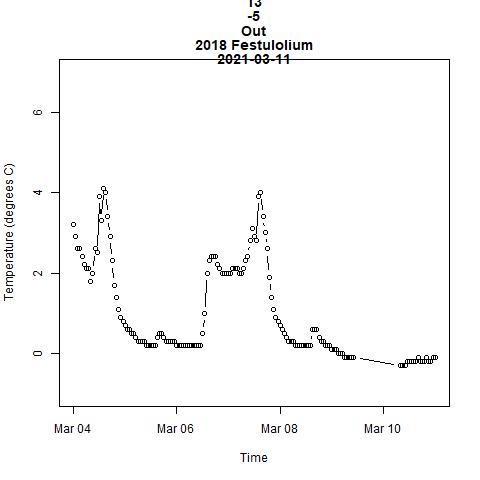 13
-5
Out
2018 Festulolium
2021-03-11
Temperature (degrees C)
6
4
2
0
Mar 04 Mar 06 Mar 08 Mar 10
Time